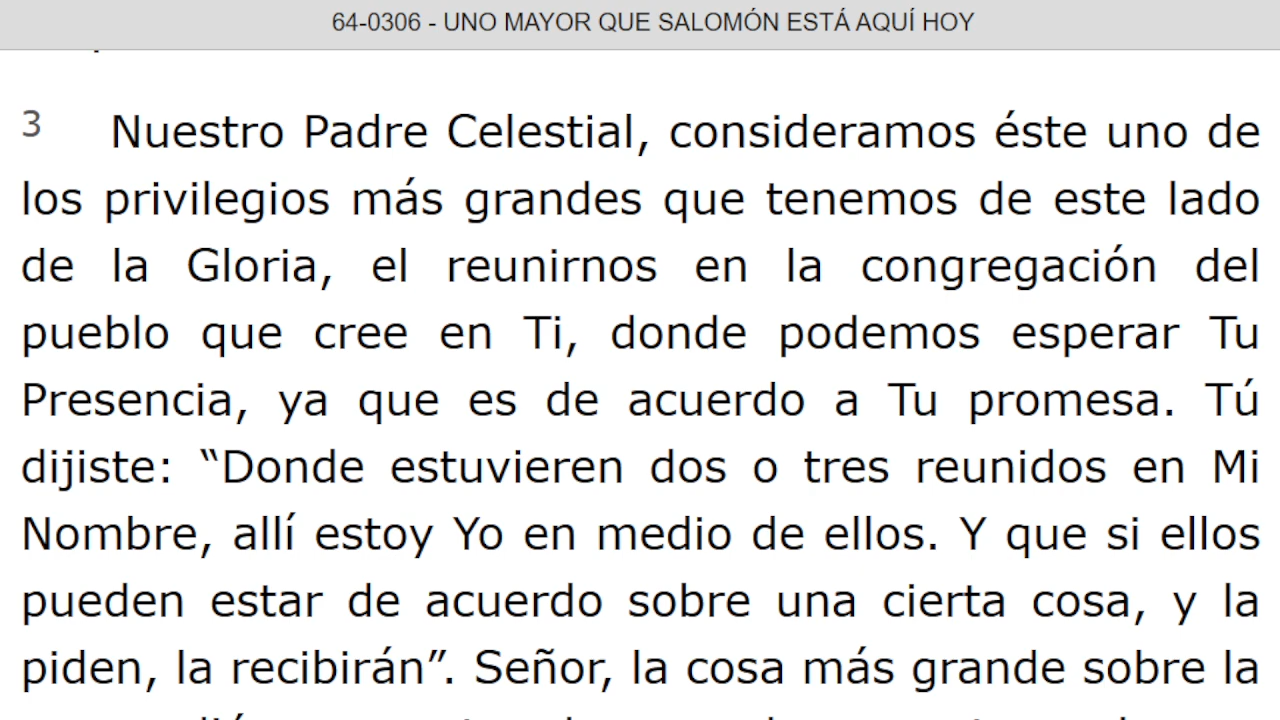 64-0306 - UNO MAYOR QUE SALOMÓN ESTÁ AQUÍ HOY
3 Nuestro Padre Celestial, consideramos éste uno de
los privilegios más grandes que tenemos de este lado
de la Gloria, el reunirnos en la congregación del
pueblo que cree en Ti, donde podemos esperar Tu
Presencia, ya que es de acuerdo a Tu promesa. Tú
dijiste: “Donde estuvieren dos o tres reunidos en Mi
Nombre, allí estoy Yo en medio de ellos. Y que si ellos
pueden estar de acuerdo sobre una cierta cosa, y la
piden, la recibirán”. Señor, la cosa más grande sobre la